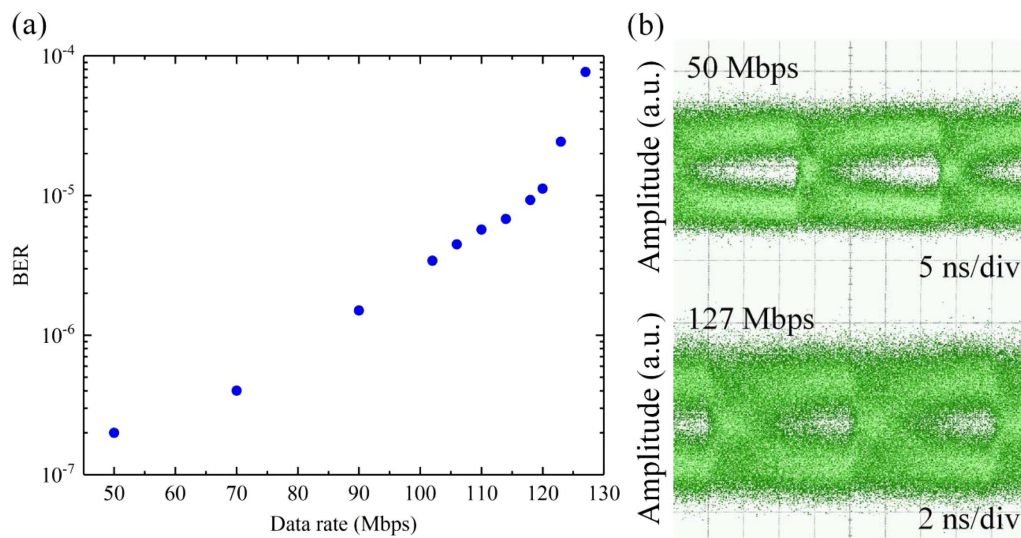 (a)
BER
10-4
10-5
10-6
10-7
50 60 70 80 90 100 110 120 130
Data rate (Mbps)
(b)
Amplitude (a.u.)
50 Mbps
5 ns/div
Amplitude (a.u.)
127 Mbps
2 ns/div